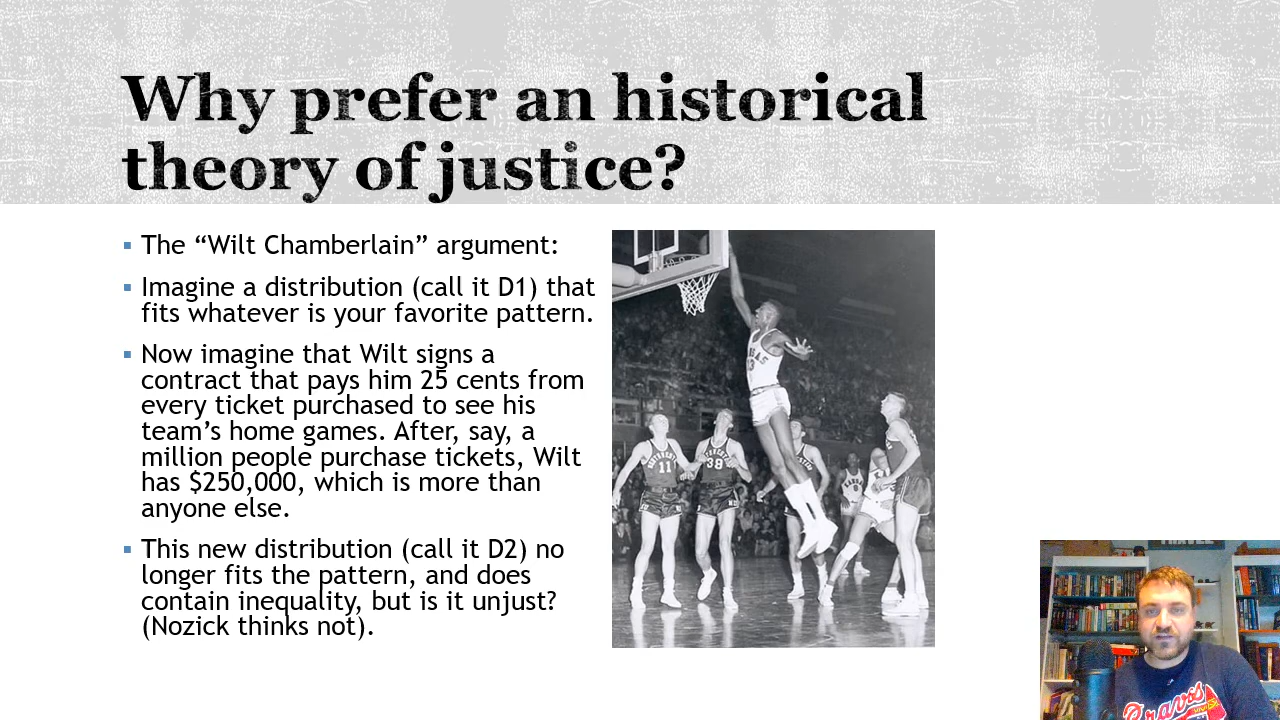 Why prefer an historical
theory of justice?
The “Wilt Chamberlain” argument:
Imagine a distribution (call it D1) that
fits whatever is your favorite pattern.
Now imagine that Wilt signs a
contract that pays him 25 cents from
every ticket purchased to see his
team’s home games. After, say, a
million people purchase tickets, Wilt
has $250,000, which is more than
anyone else.
This new distribution (call it D2) no
longer fits the pattern, and does
contain inequality, but is it unjust?
(Nozick thinks not).
11
38
Braves